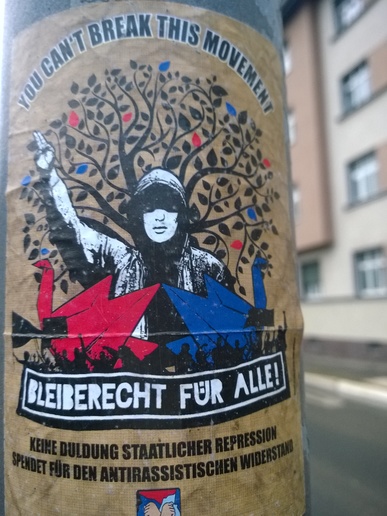 YOU CAN'T BREAK THIS MOVEMENT
BLEIBERECHT FÜR ALLE!
KEINE DULDUNG STAATLICHER REPRESSION
SPENDET FÜR DEN ANTIRASSISTISCHEN WIDERSTAND